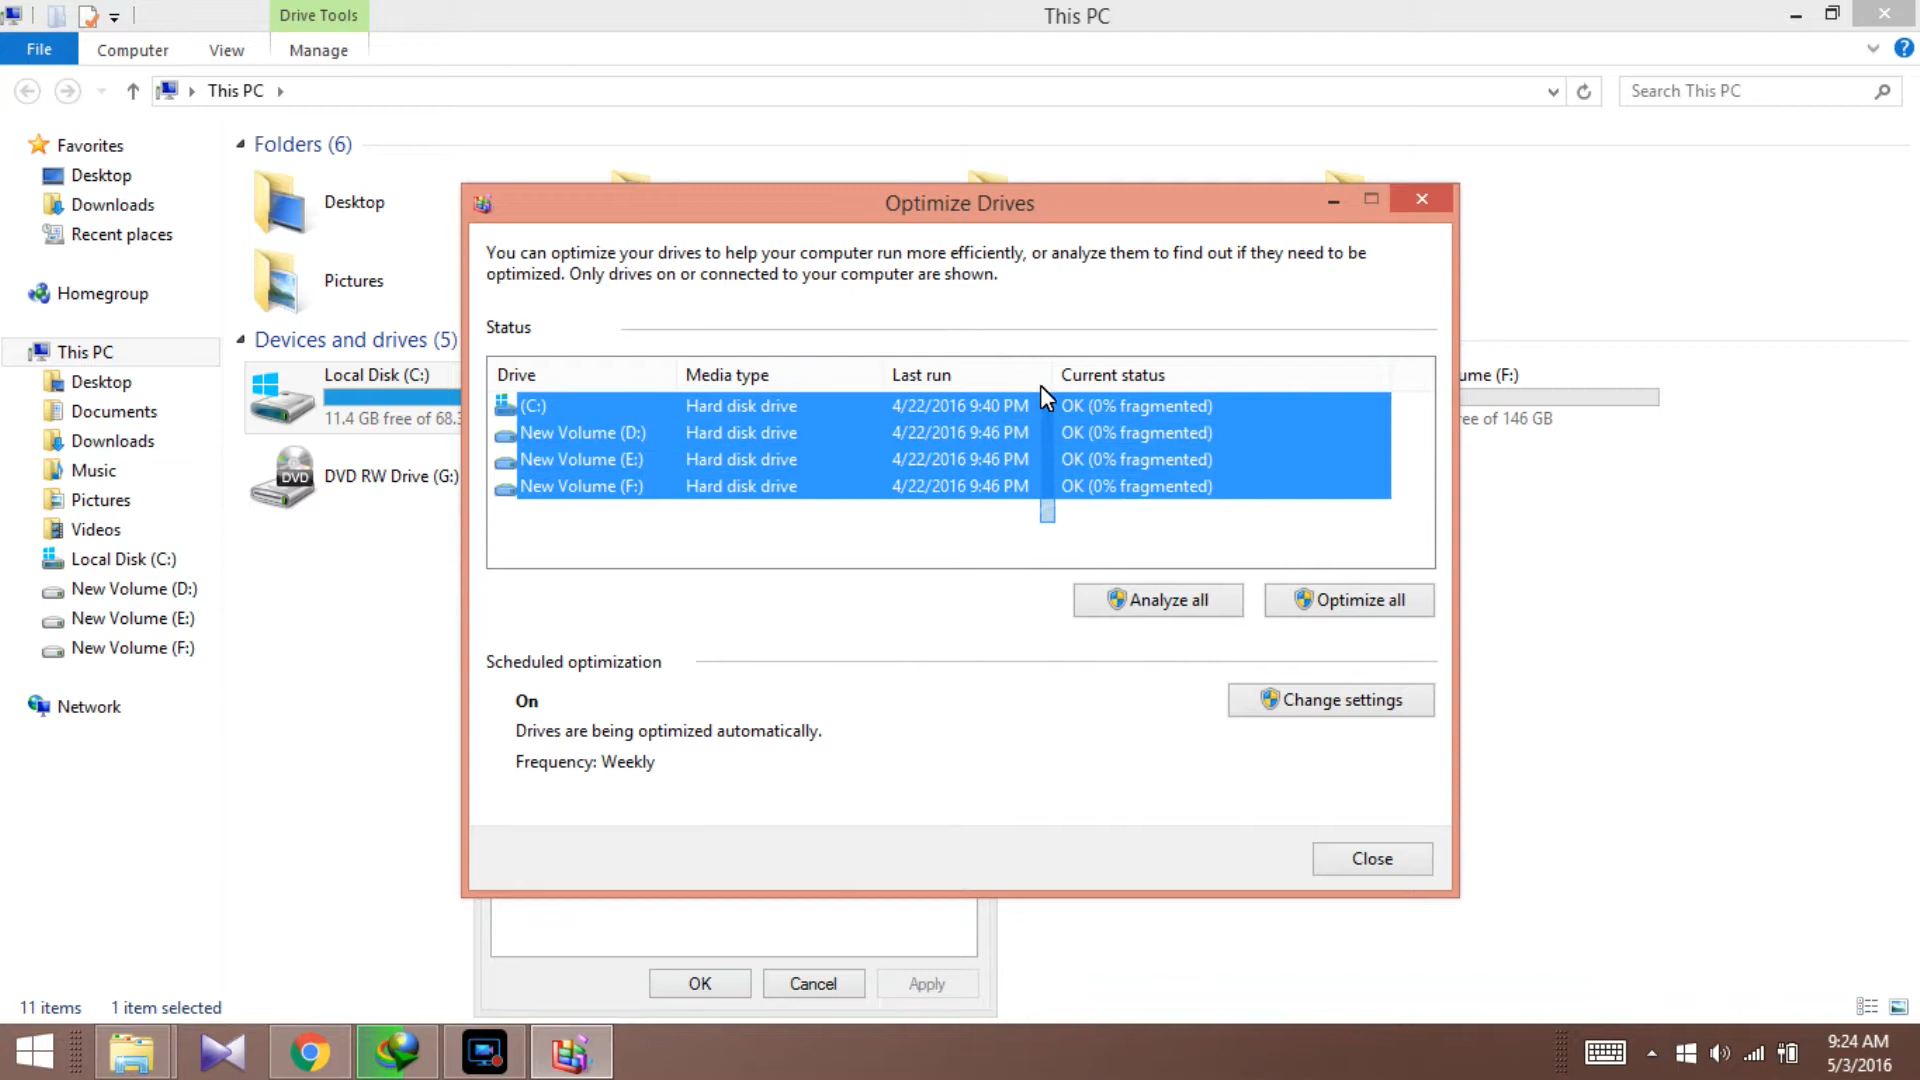 Drive Tools
This PC
File
Computer
View
Manage
This PC
Search This PC
Favorites
Desktop
Downloads
Recent places
Homegroup
This PC
Desktop
Documents
Downloads
Music
Pictures
Videos
Local Disk (C:)
New Volume (D:)
New Volume (E:)
New Volume (F:)
Network
Folders (6)
Desktop
Pictures
Devices and drives (5)
Local Disk (C:)
11.4 GB free of 68.3
DVD RW Drive (G:)
DVD
ume (F:)
ree of 146 GB
Optimize Drives
You can optimize your drives to help your computer run more efficiently, or analyze them to find out if they need to be
optimized. Only drives on or connected to your computer are shown.
Status
Drive Media type Last run Current status
(C:) Hard disk drive 4/22/2016 9:40 PM OK (0% fragmented)
New Volume (D:) Hard disk drive 4/22/2016 9:46 PM OK (0% fragmented)
New Volume (E:) Hard disk drive 4/22/2016 9:46 PM OK (0% fragmented)
New Volume (F:) Hard disk drive 4/22/2016 9:46 PM OK (0% fragmented)
Analyze all
Optimize all
Scheduled optimization
On
Change settings
Drives are being optimized automatically.
Frequency: Weekly
Close
OK
Cancel
Apply
11 items
1 item selected
9:24 AM
5/3/2016